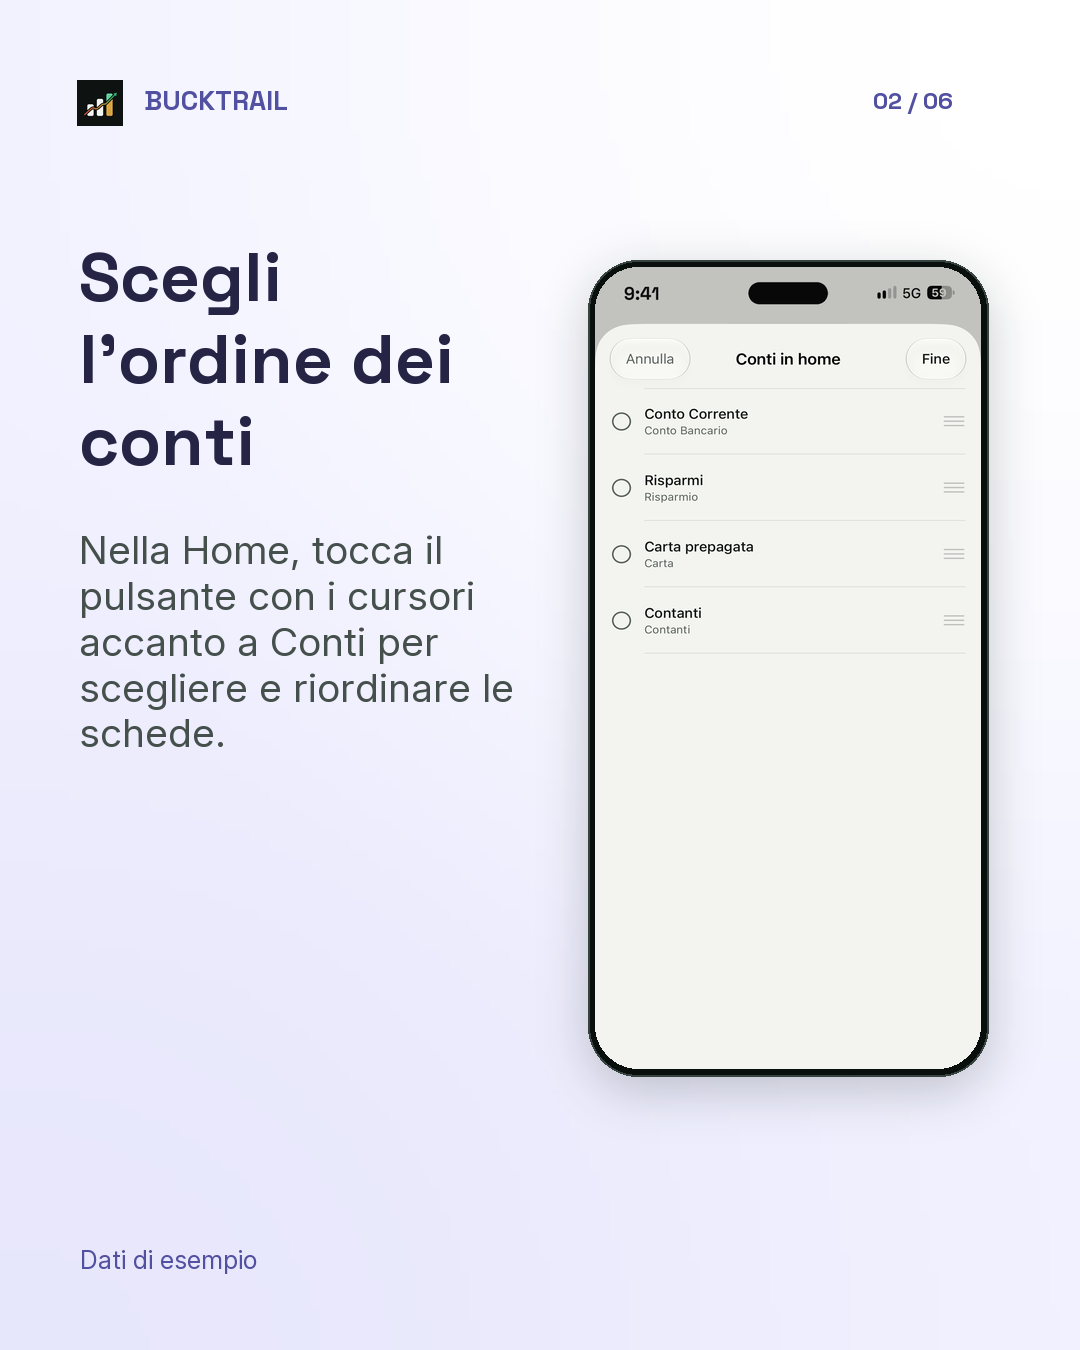 BUCKTRAIL
02 / 06
Scegli
l’ordine dei
conti
Nella Home, tocca il
pulsante con i cursori
accanto a Conti per
scegliere e riordinare le
schede.
9:41
5G
59
Annulla
Conti in home
Fine
Conto Corrente
Conto Bancario
Risparmi
Risparmio
Carta prepagata
Carta
Contanti
Contanti
Dati di esempio